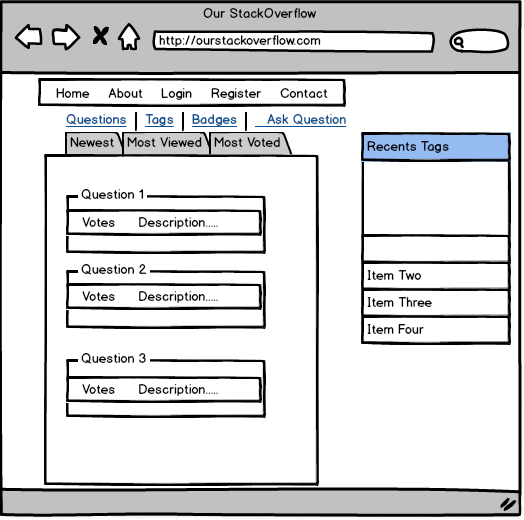 Our StackOverflow
http://ourstackoverflow.com
Home About Login Register Contact
Questions Tags Badges Ask Question
Newest Most Viewed Most Voted
Recents Tags
Question 1
Votes Description.....
Question 2
Votes Description.....
Item Two
Item Three
Item Four
Question 3
Votes Description.....